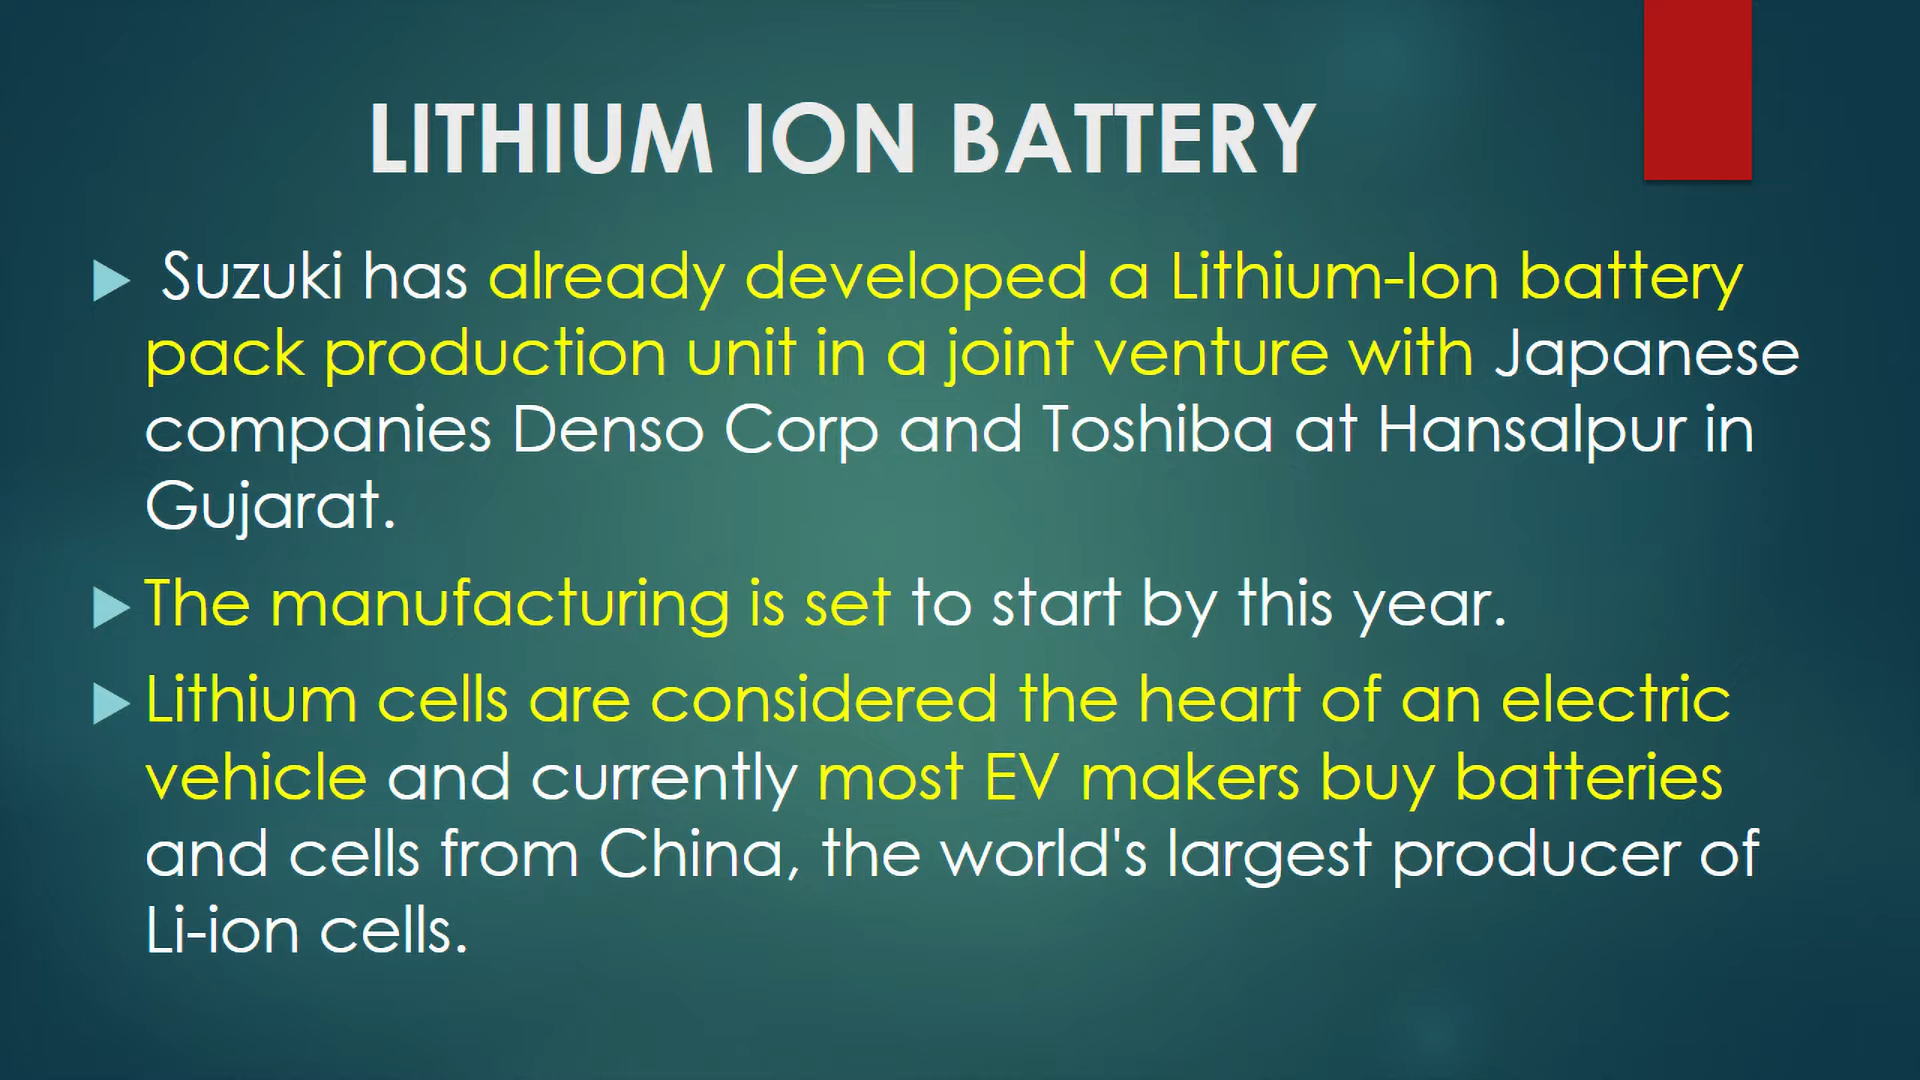 LITHIUM ION BATTERY
Suzuki has already developed a Lithium-Ion battery
pack production unit in a joint venture with Japanese
companies Denso Corp and Toshiba at Hansalpur in
Gujarat.
The manufacturing is set to start by this year.
Lithium cells are considered the heart of an electric
vehicle and currently most EV makers buy batteries
and cells from China, the world's largest producer of
Li-ion cells.